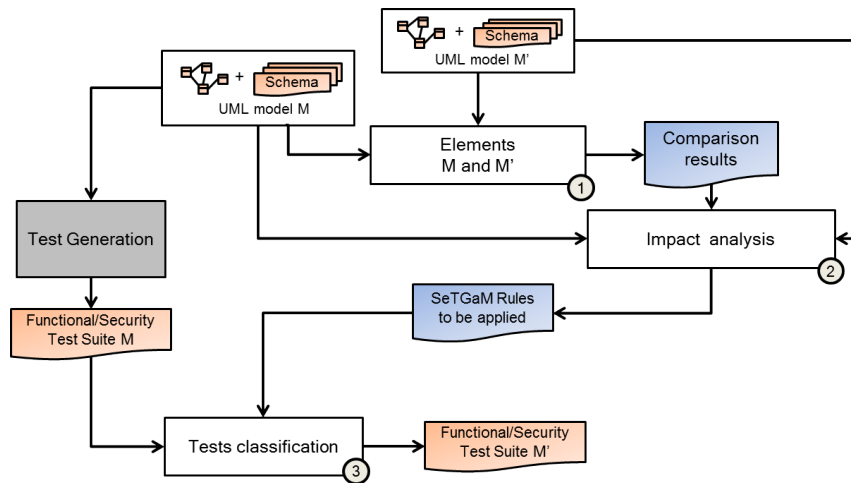 +
Schema
UML model M’
+
Schema
UML model M
Elements
M and M’
1
Comparison
results
Test Generation
Impact analysis
2
SeTGaM Rules
to be applied
Functional/Security
Test Suite M
Tests classification
3
Functional/Security
Test Suite M’